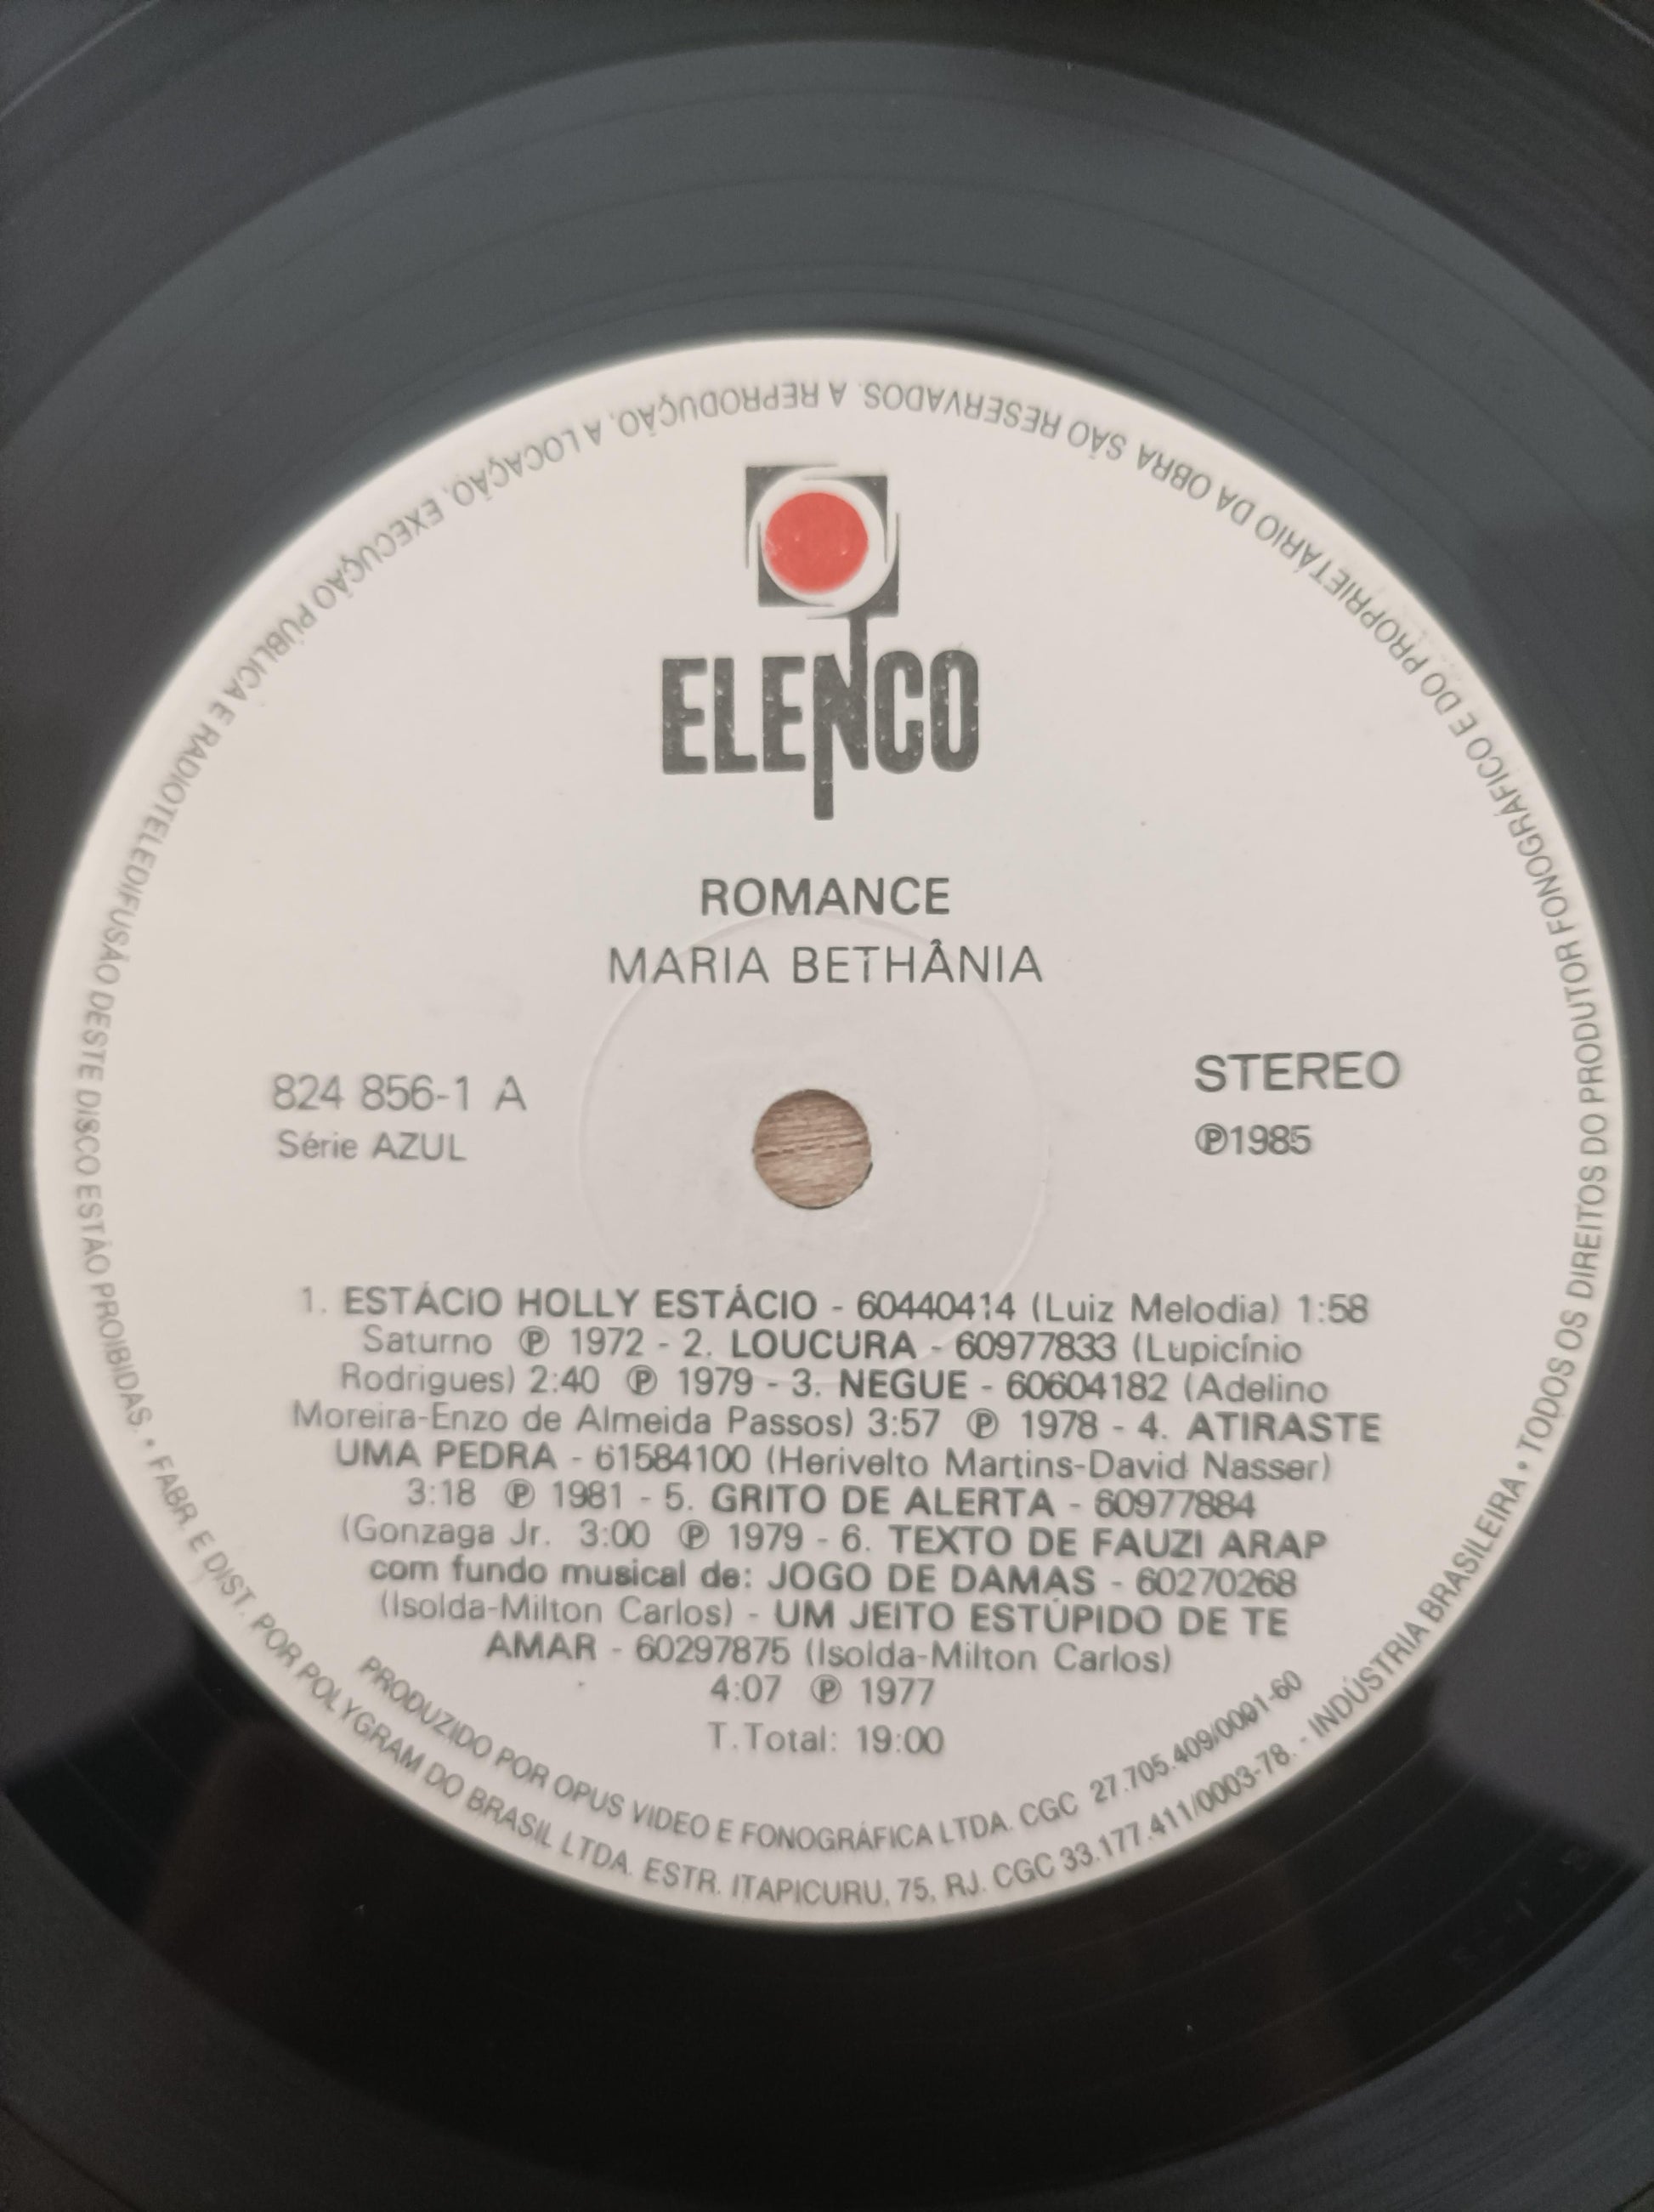 ELENCO
ROMANCE
MARIA BETHÂNIA
824 856-1 A
Série AZUL
STEREO
℗1985
1. ESTÁCIO HOLLY ESTÁCIO - 60440414 (Luiz Melodia) 1:58
Saturno ℗ 1972 - 2. LOUCURA - 60977833 (Lupicínio
Rodrigues) 2:40 ℗ 1979 - 3. NEGUE - 60604182 (Adelino
Moreira-Enzo de Almeida Passos) 3:57 ℗ 1978 - 4. ATIRASTE
UMA PEDRA - 61584100 (Herivelto Martins-David Nasser)
3:18 ℗ 1981 - 5. GRITO DE ALERTA - 60977884
(Gonzaga Jr. 3:00 ℗ 1979 - 6. TEXTO DE FAUZI ARAP
com fundo musical de: JOGO DE DAMAS - 60270268
(Isolda-Milton Carlos) - UM JEITO ESTÚPIDO DE TE
AMAR - 60297875 (Isolda-Milton Carlos)
4:07 ℗ 1977
T.Total: 19:00
PRODUZIDO POR OPUS VIDEO E FONOGRÁFICA LTDA. CGC 27.705.409/0001-60
FABR. E DIST. POR POLYGRAM DO BRASIL LTDA. ESTR. ITAPICURU, 75, RJ. CGC 33.177.411/0003-78. - INDÚSTRIA BRASILEIRA • TODOS OS DIREITOS DO PRODUTOR FONOGRÁFICO E DO PROPRIETÁRIO DA OBRA SÃO RESERVADOS. A REPRODUÇÃO, A LOCAÇÃO, EXECUÇÃO PÚBLICA E RADIOTELEDIFUSÃO DESTE DISCO ESTÃO PROIBIDAS. •